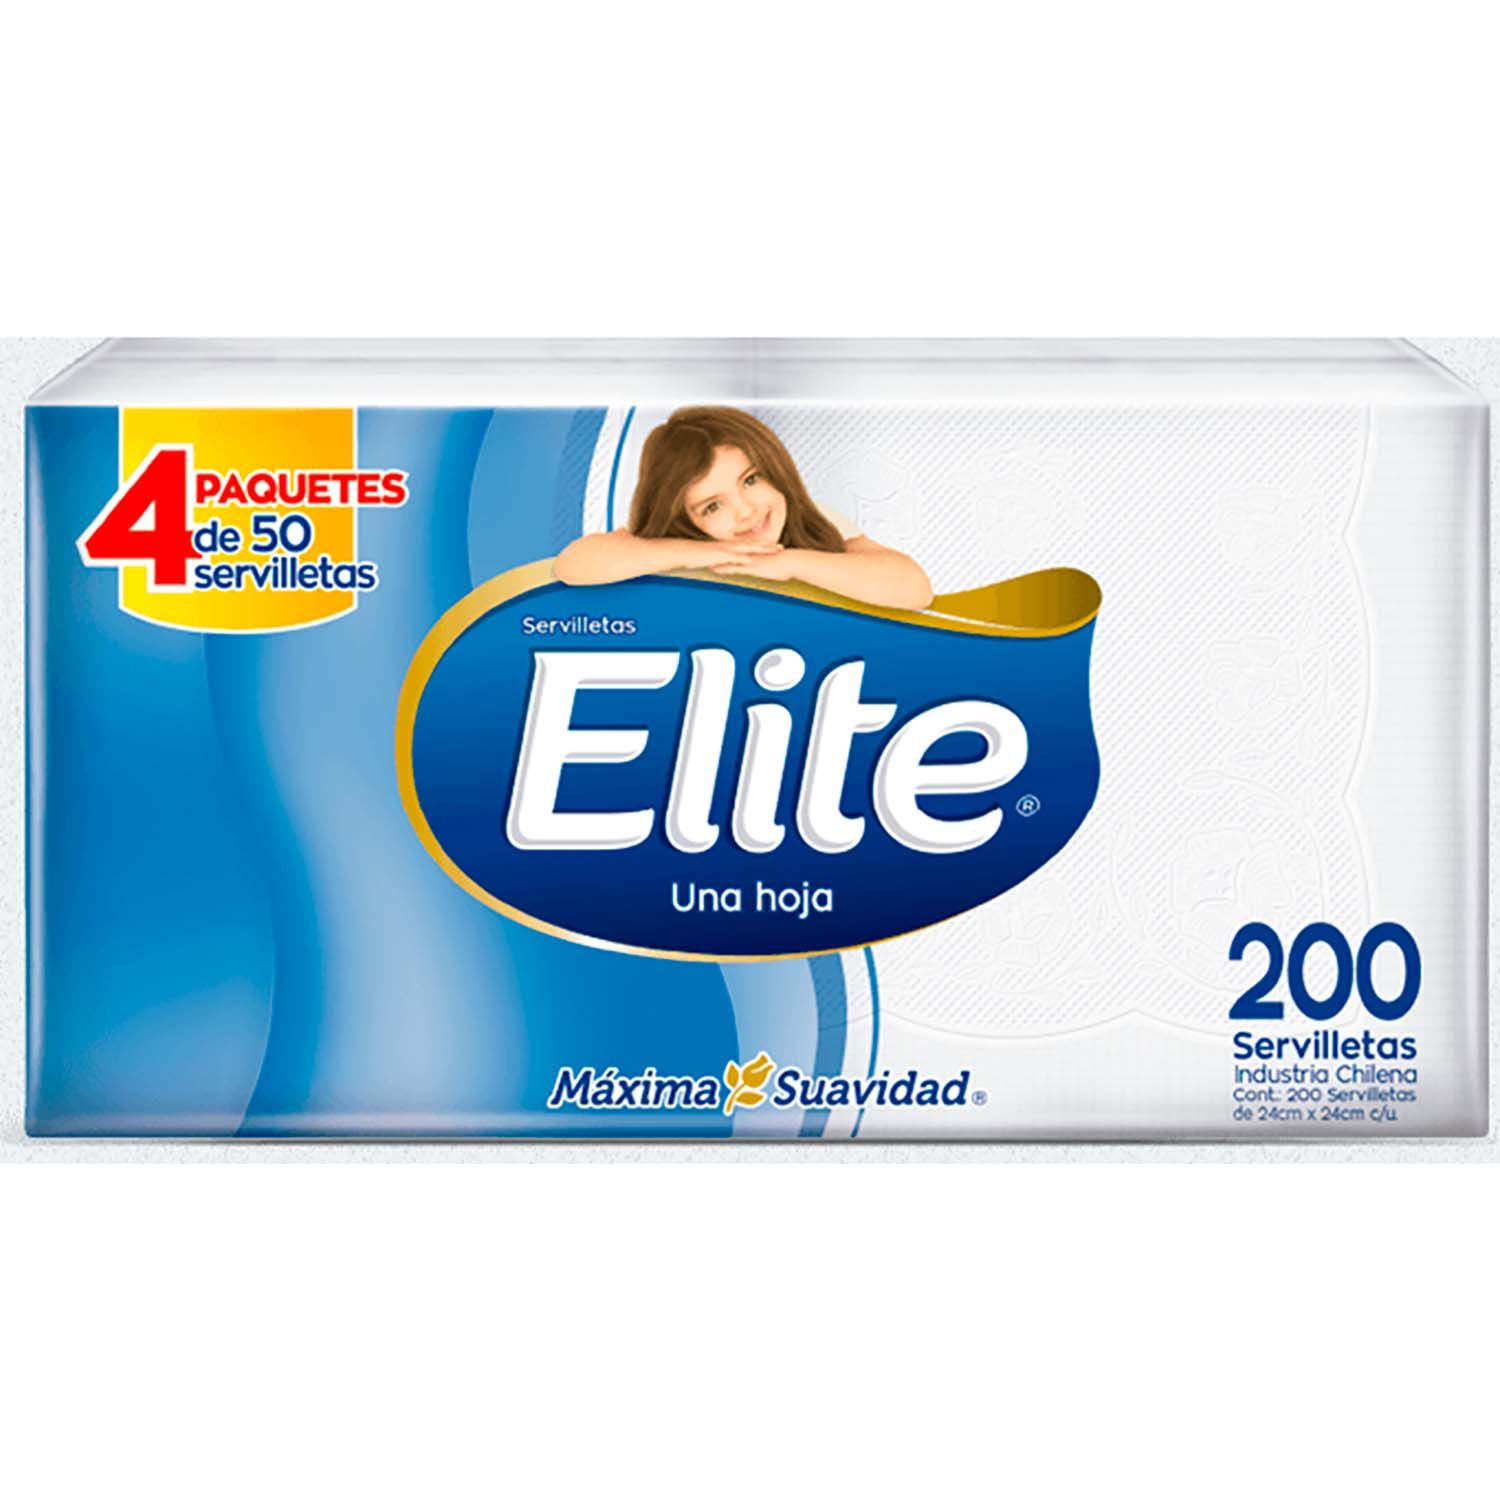 4 PAQUETES
de 50
servilletas
Servilletas
Elite®
Una hoja
Máxima Suavidad®
200
Servilletas
Industria Chilena
Cont.: 200 Servilletas
de 24cm x 24cm c/u.